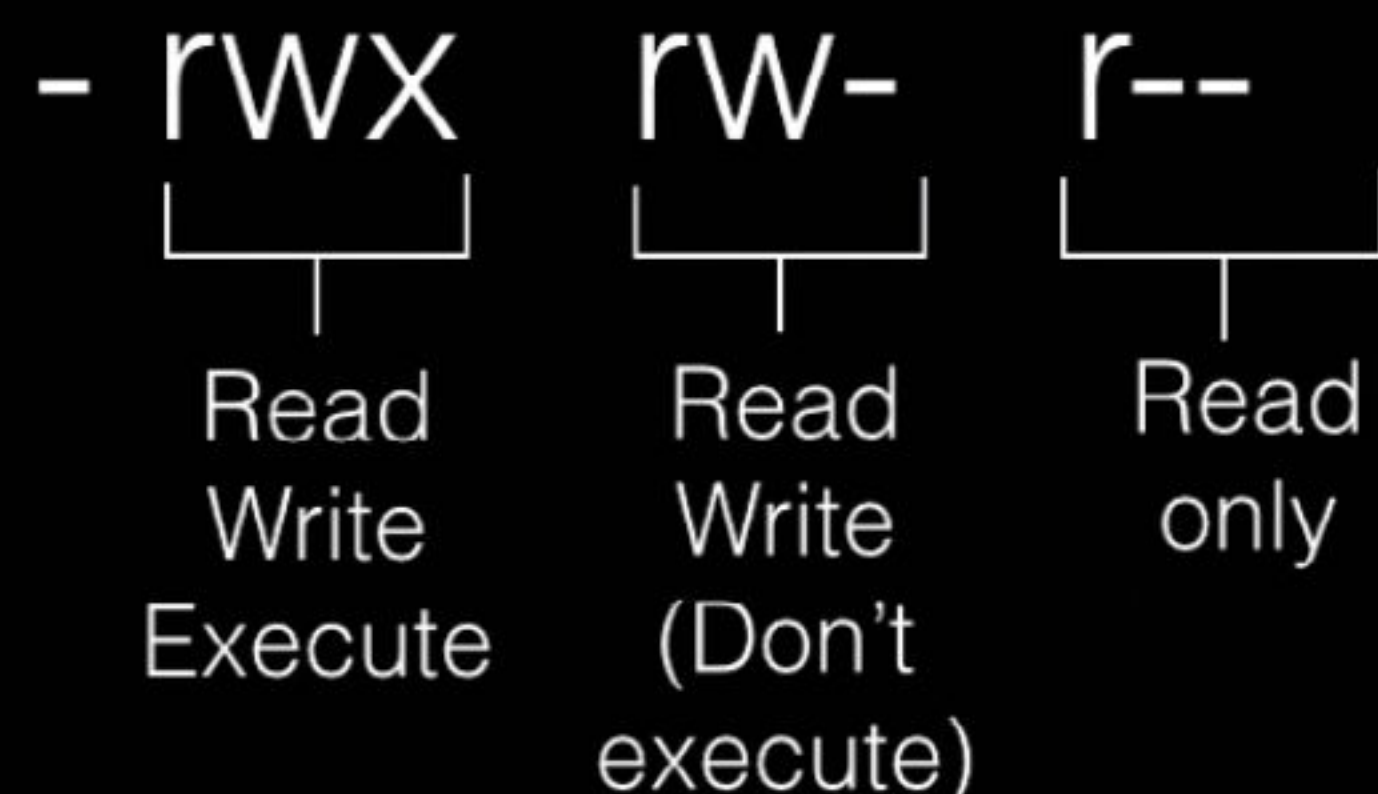 - rwx rw- r--
Read
Write
Execute
Read
Write
(Don't
execute)
Read
only